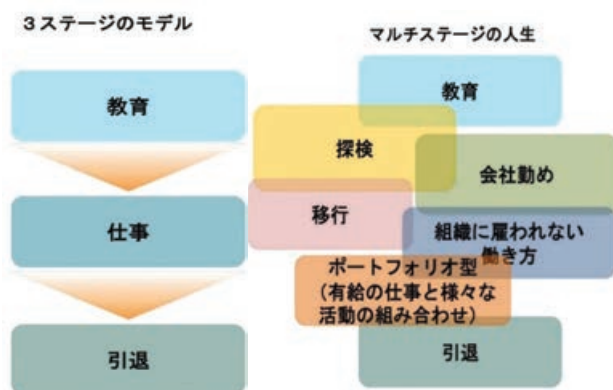 3ステージのモデル
教育
仕事
引退
マルチステージの人生
教育
探検
会社勤め
移行
組織に雇われない
働き方
ポートフォリオ型
(有給の仕事と様々な
活動の組み合わせ)
引退